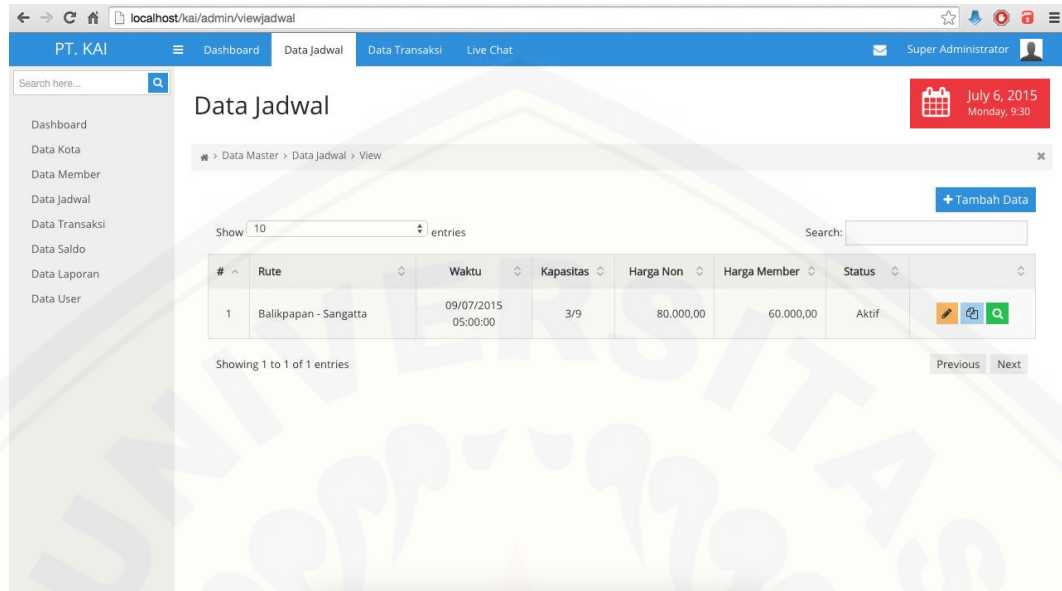 localhost/kai/admin/viewjadwal
PT. KAI Dashboard Data Jadwal Data Transaksi Live Chat Super Administrator
Search here...
Dashboard
Data Kota
Data Member
Data Jadwal
Data Transaksi
Data Saldo
Data Laporan
Data User
Data Jadwal
July 6, 2015
Monday, 9:30
> Data Master > Data Jadwal > View
+ Tambah Data
Show 10 entries Search:
# Rute Waktu Kapasitas Harga Non Harga Member Status
1 Balikpapan - Sangatta 09/07/2015 05:00:00 3/9 80.000,00 60.000,00 Aktif
Showing 1 to 1 of 1 entries Previous Next
UNIVERSITAS